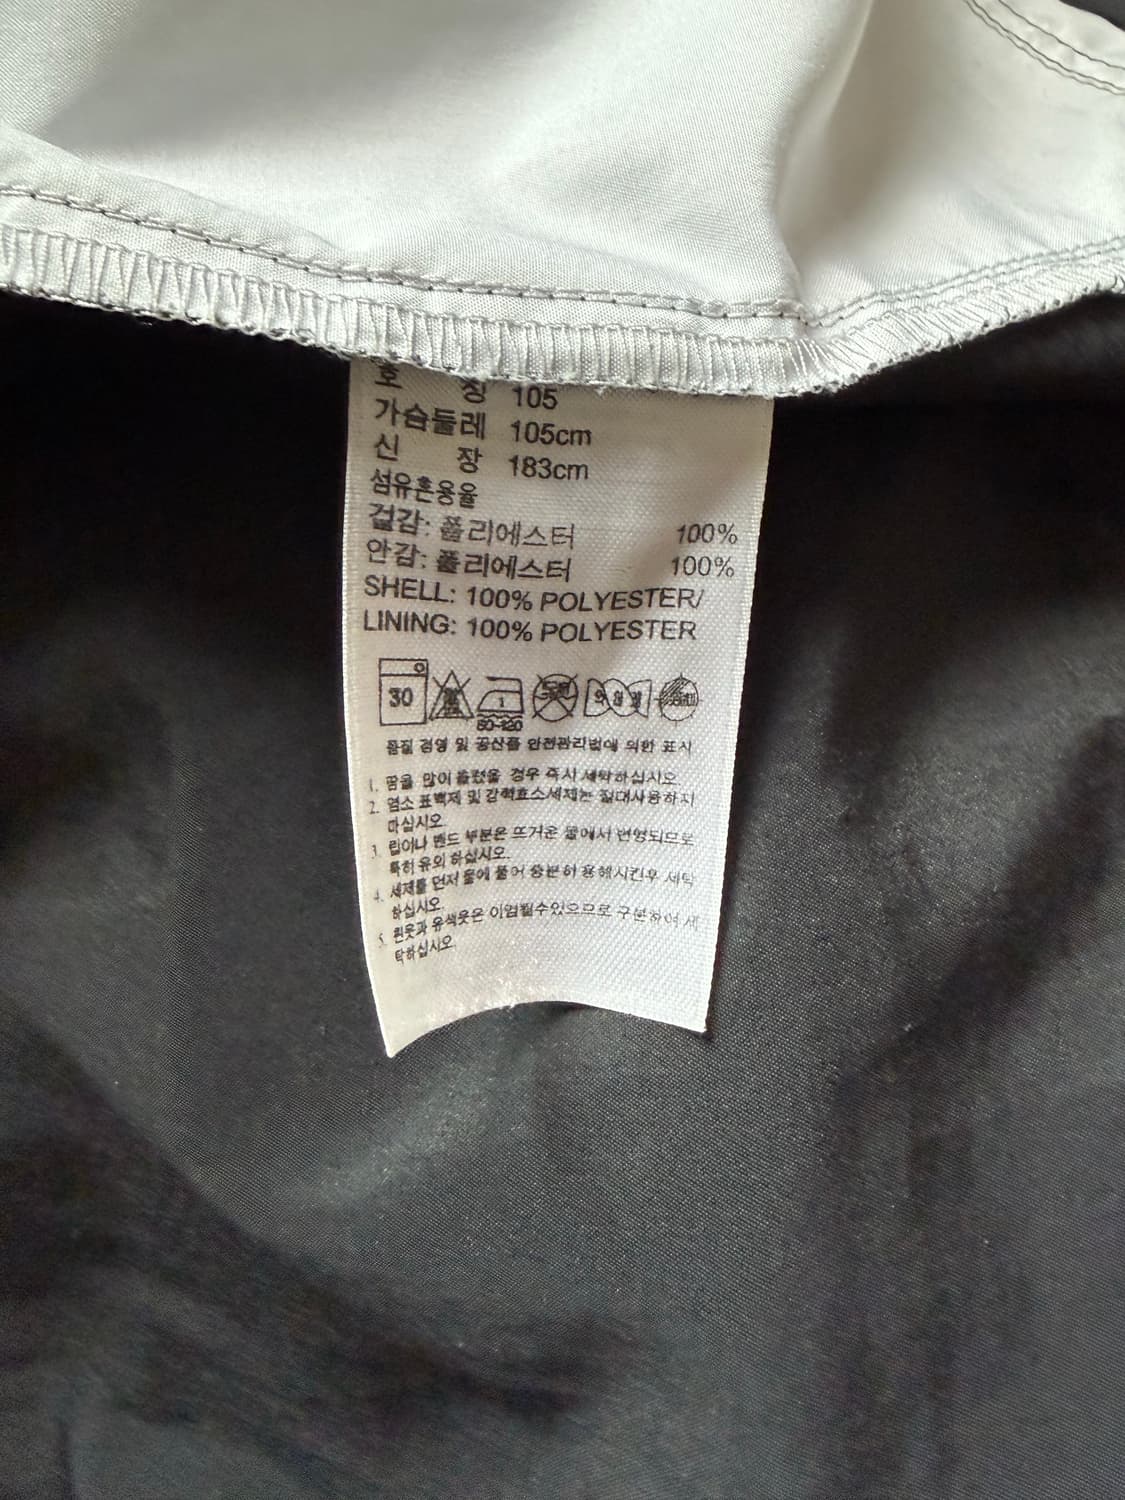 호 칭 105
가슴둘레 105cm
신 장 183cm
섬유혼용율
겉감: 폴리에스터 100%
안감: 폴리에스터 100%
SHELL: 100% POLYESTER/
LINING: 100% POLYESTER
30
80-120
품질 경영 및 공산품 안전관리법에 의한 표시
1. 땀을 많이 흘렸을 경우 즉시 세탁하십시오
2. 염소 표백제 및 강력효소세제는 절대사용하지
마십시오
3. 립이나 밴드 부분은 뜨거운 물에서 변형되므로
특히 유의 하십시오.
4. 세제를 먼저 물에 풀어 충분히 용해시킨후 세탁
하십시오.
5. 흰옷과 유색옷은 이염될수있으므로 구분하여 세
탁하십시오.